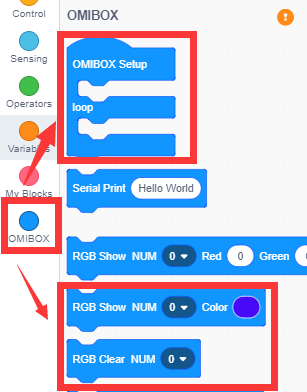 Control
Sensing
Operators
Variables
My Blocks
OMIBOX
OMIBOX
OMIBOX Setup
loop
Serial Print Hello World
RGB Show NUM 0 Red 0 Green
RGB Show NUM 0 Color
RGB Clear NUM 0